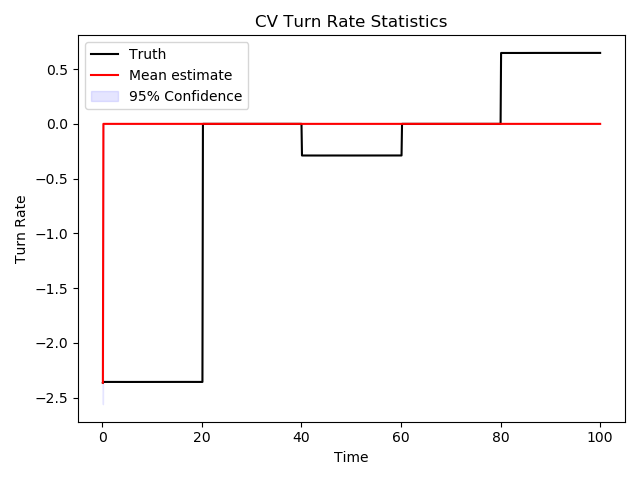 CV Turn Rate Statistics
Truth
Mean estimate
95% Confidence
0.5
0.0
−0.5
−1.0
−1.5
−2.0
−2.5
Turn Rate
0 20 40 60 80 100
Time